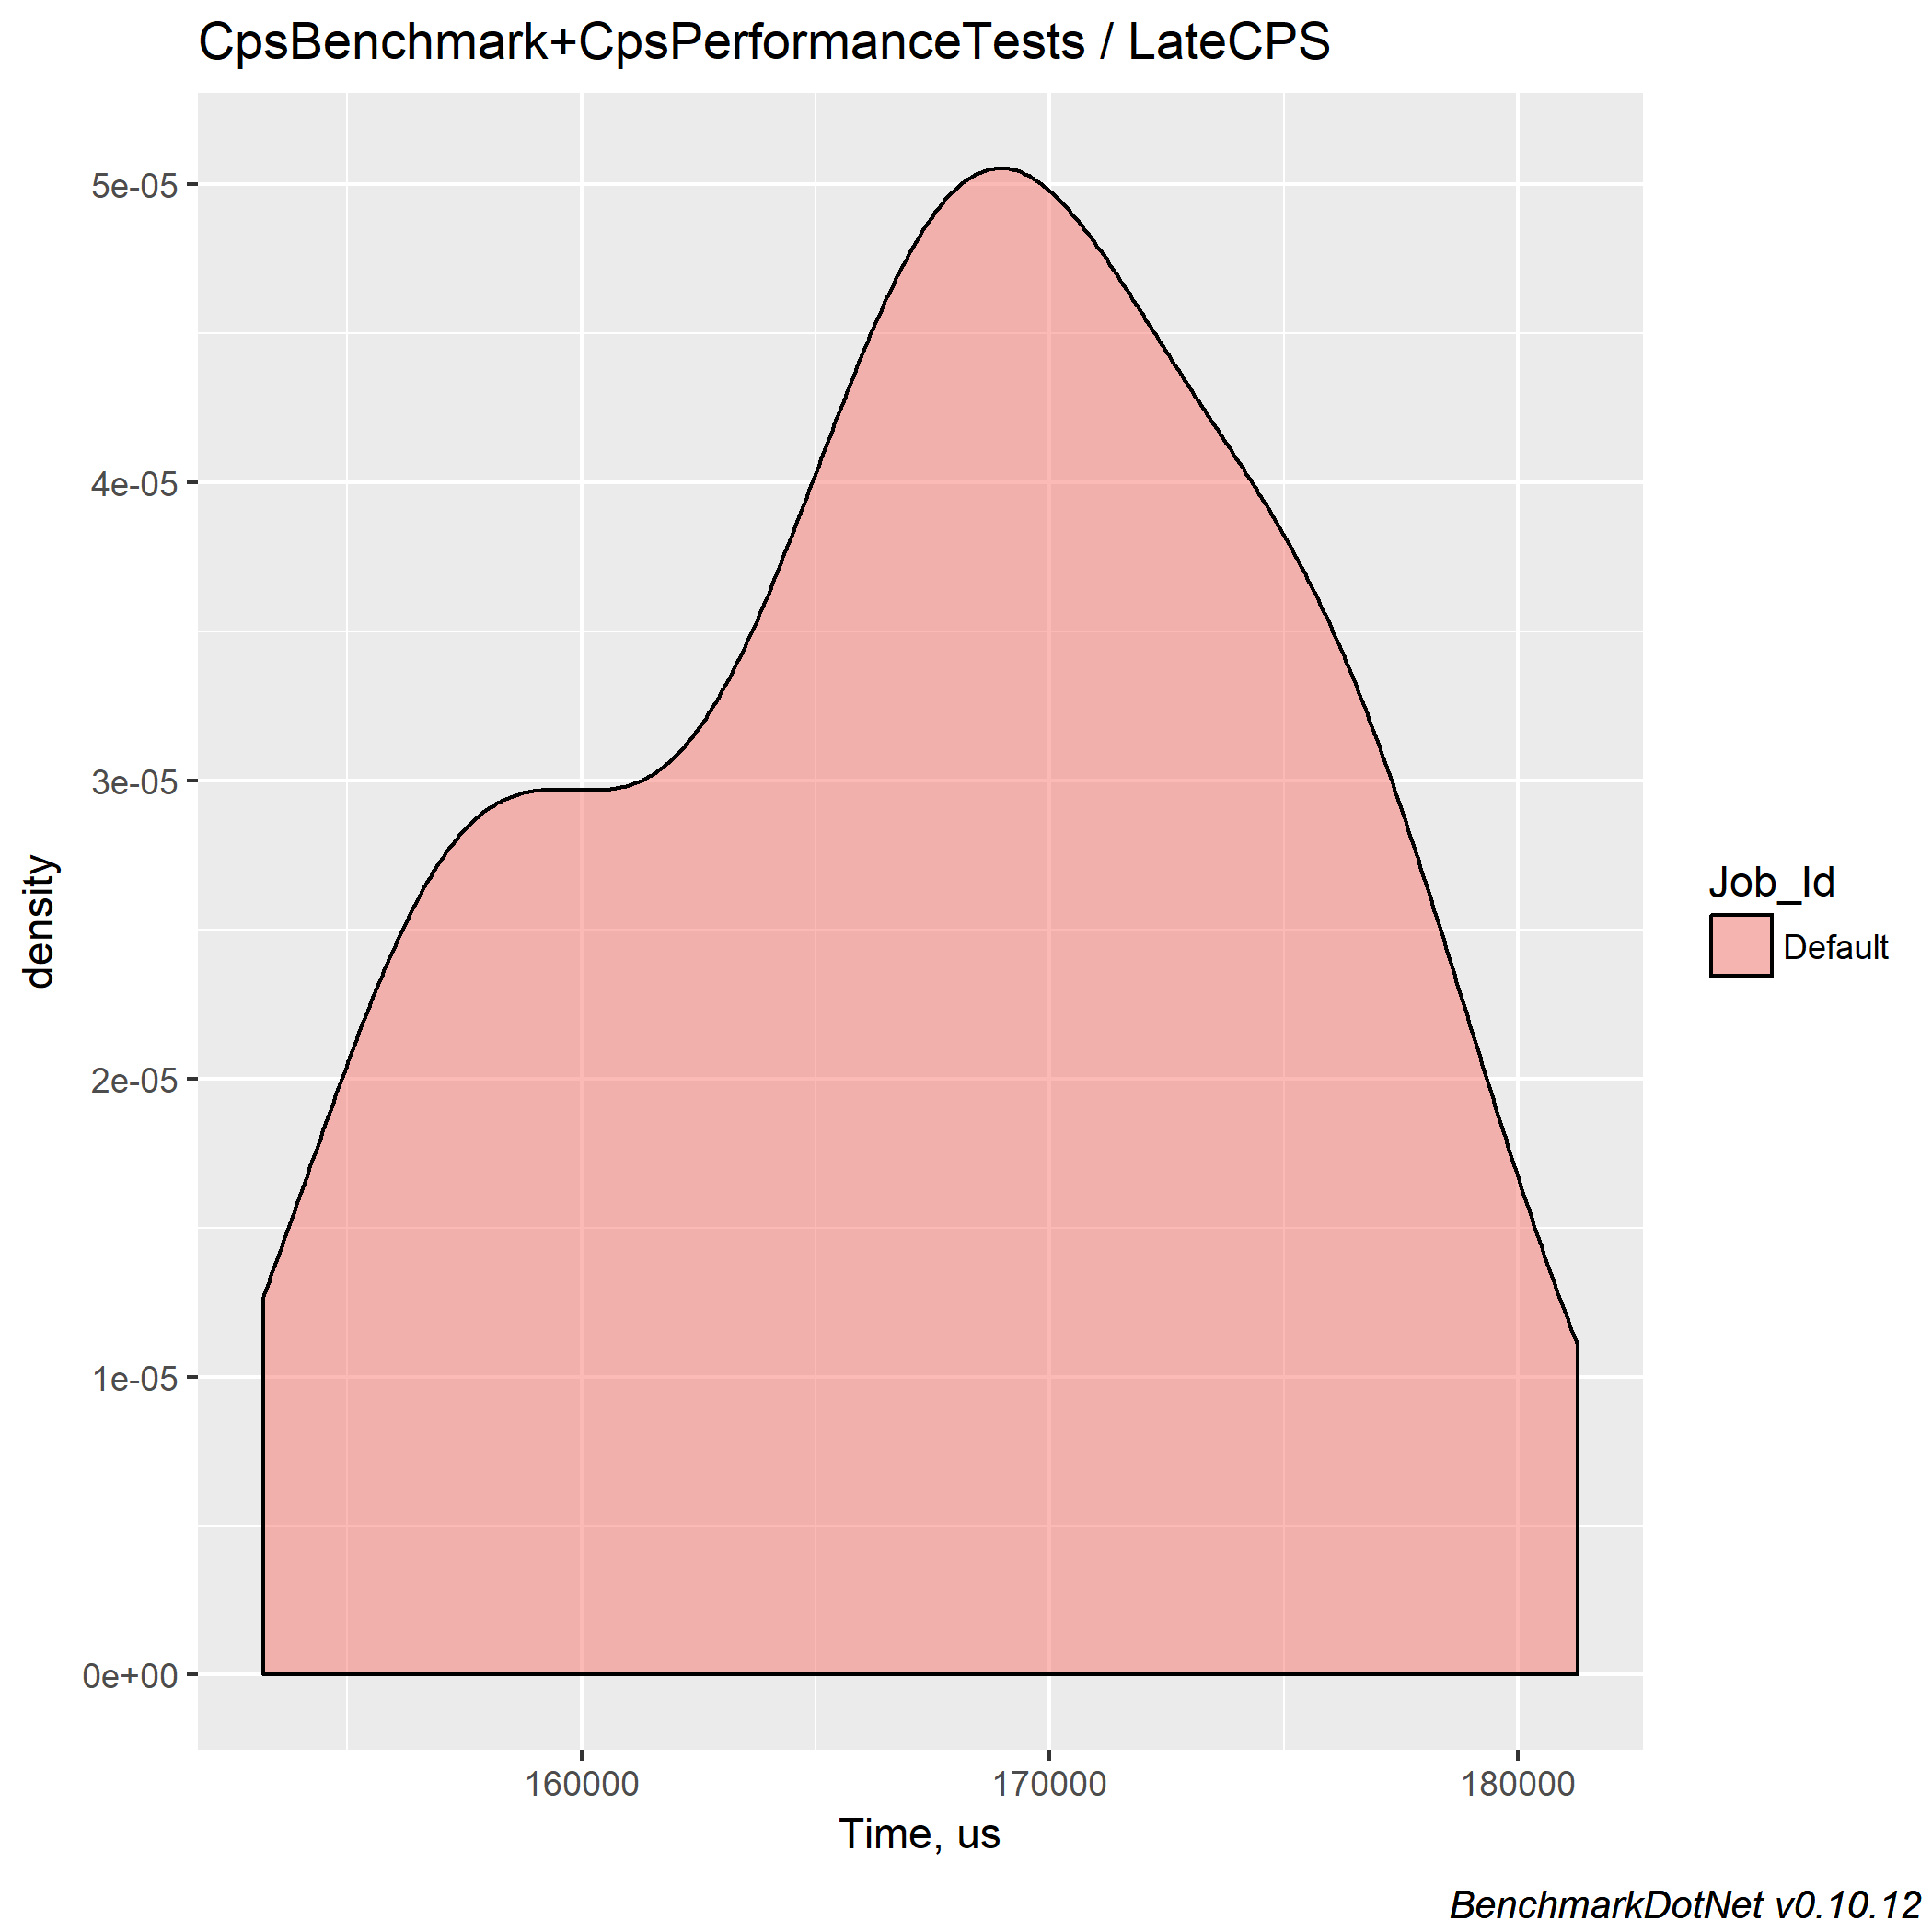 CpsBenchmark+CpsPerformanceTests / LateCPS
5e-05
4e-05
3e-05
2e-05
1e-05
0e+00
density
160000 170000 180000
Time, us
Job_Id
Default
BenchmarkDotNet v0.10.12